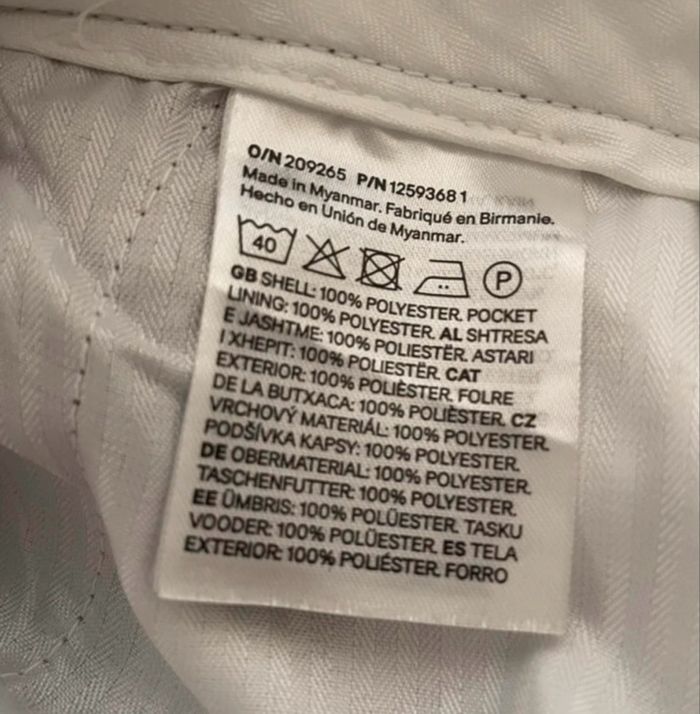 O/N 209265 P/N 1259368 1
Made in Myanmar. Fabriqué en Birmanie.
Hecho en Unión de Myanmar.
40 P
GB SHELL: 100% POLYESTER. POCKET
LINING: 100% POLYESTER. AL SHTRESA
E JASHTME: 100% POLIESTËR. ASTARI
I XHEPIT: 100% POLIESTËR. CAT
EXTERIOR: 100% POLIÈSTER. FOLRE
DE LA BUTXACA: 100% POLIÈSTER. CZ
VRCHOVÝ MATERIÁL: 100% POLYESTER.
PODŠÍVKA KAPSY: 100% POLYESTER.
DE OBERMATERIAL: 100% POLYESTER.
TASCHENFUTTER: 100% POLYESTER.
EE ÜMBRIS: 100% POLÜESTER. TASKU
VOODER: 100% POLÜESTER. ES TELA
EXTERIOR: 100% POLIÉSTER. FORRO